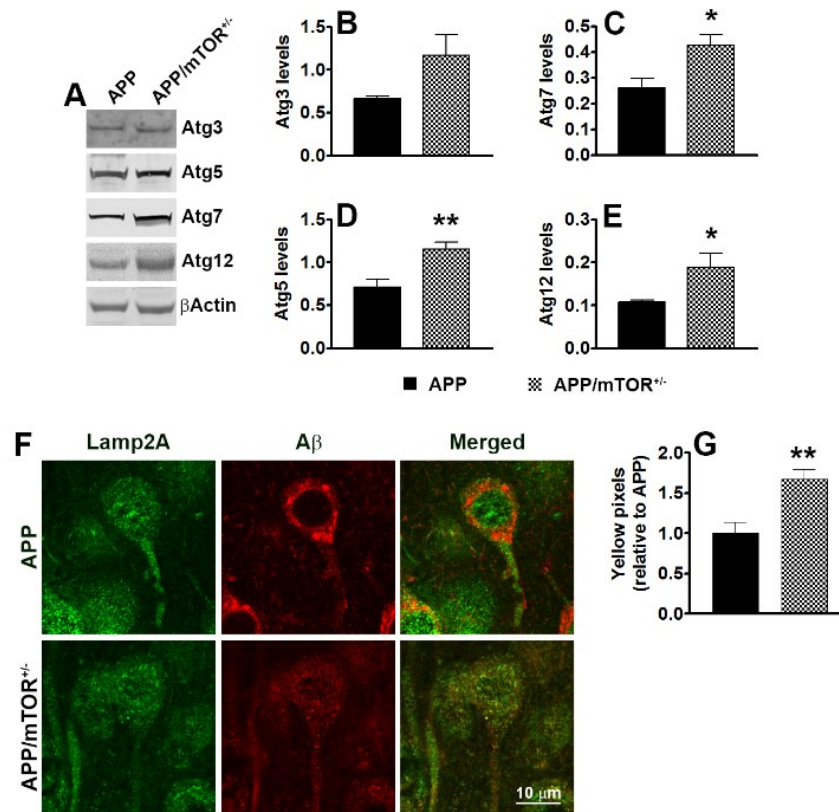 A
APP
APP/mTOR+/-
Atg3
Atg5
Atg7
Atg12
βActin
B
Atg3 levels
1.5
1.0
0.5
0.0
C
*
Atg7 levels
0.5
0.4
0.3
0.2
0.1
0.0
D
**
Atg5 levels
1.5
1.0
0.5
0.0
E
*
Atg12 levels
0.3
0.2
0.1
0.0
APP
APP/mTOR+/-
F
Lamp2A
Aβ
Merged
APP
APP/mTOR+/-
10 μm
G
**
Yellow pixels
(relative to APP)
2.0
1.5
1.0
0.5
0.0